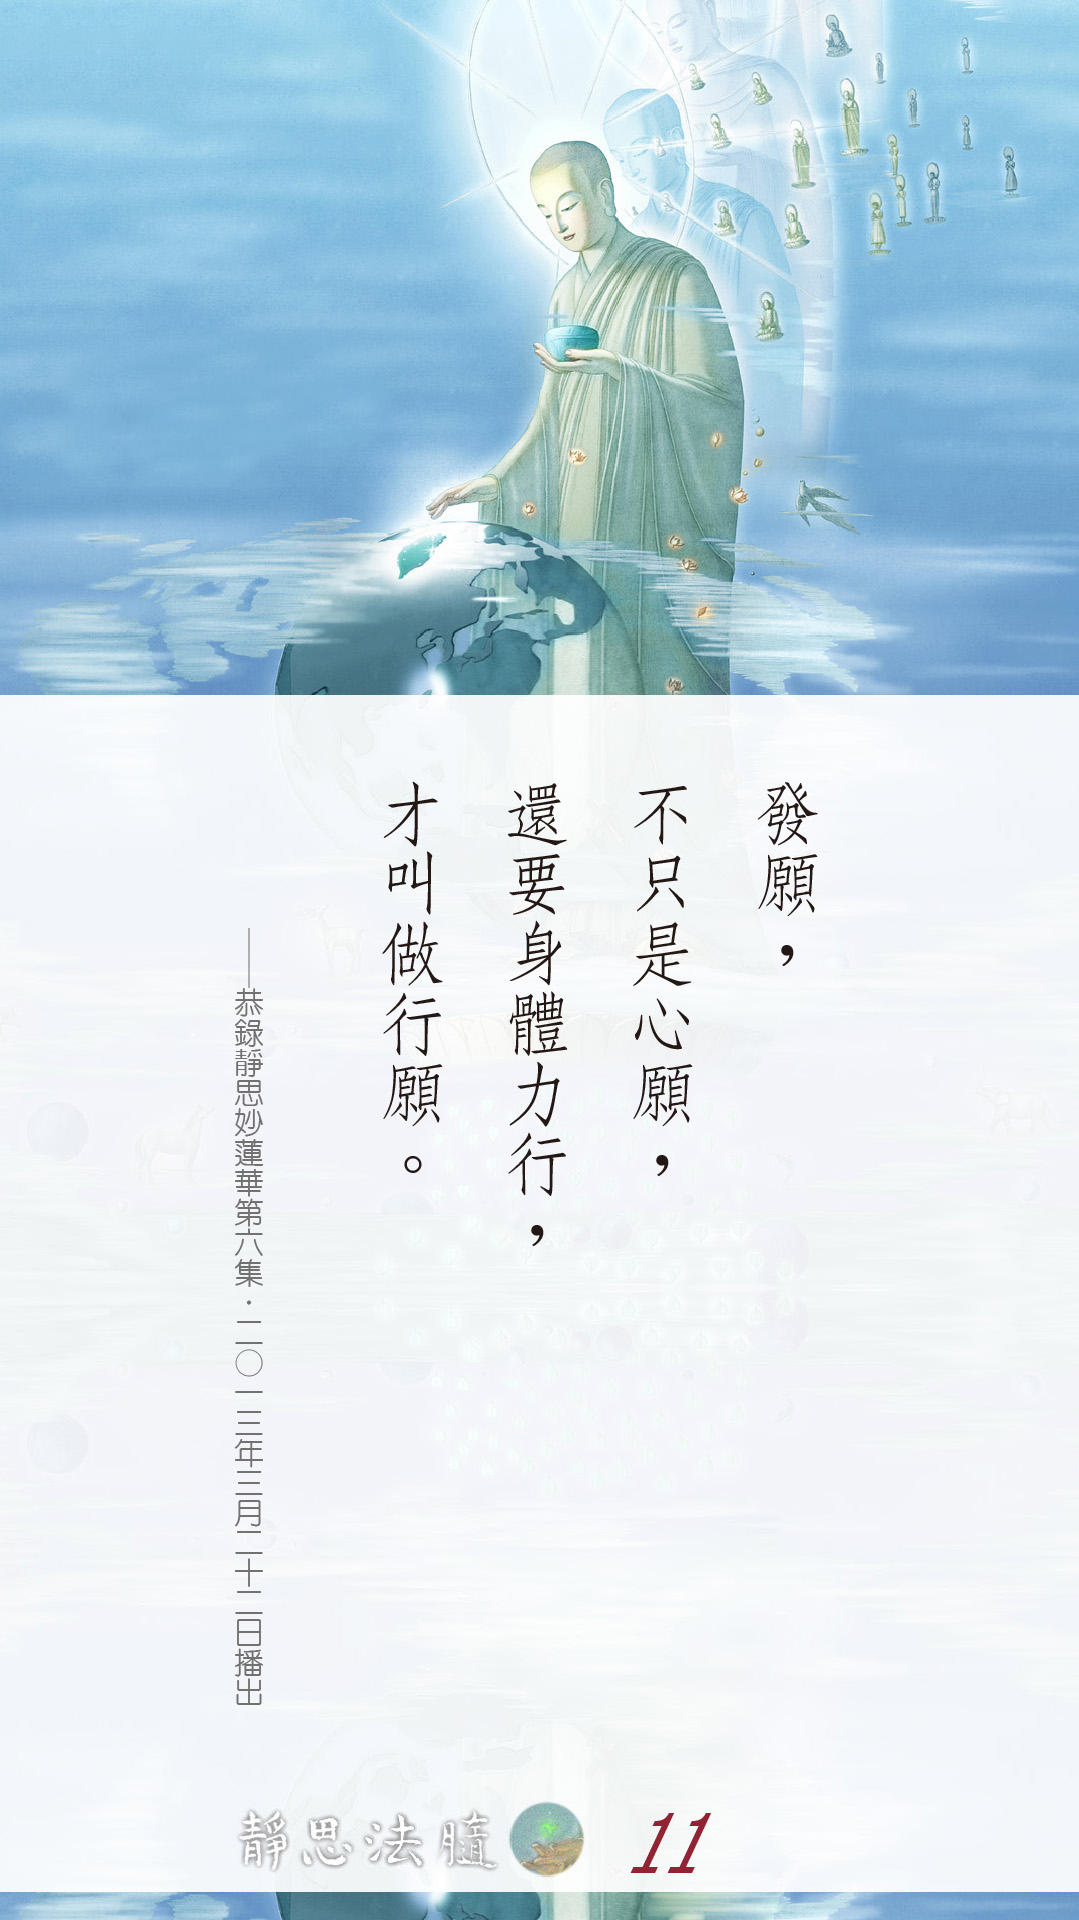 發願，
不只是心願，
還要身體力行，
才叫做行願。
──恭錄靜思妙蓮華第六集．二〇一三年三月二十二日播出
靜思法髓
11